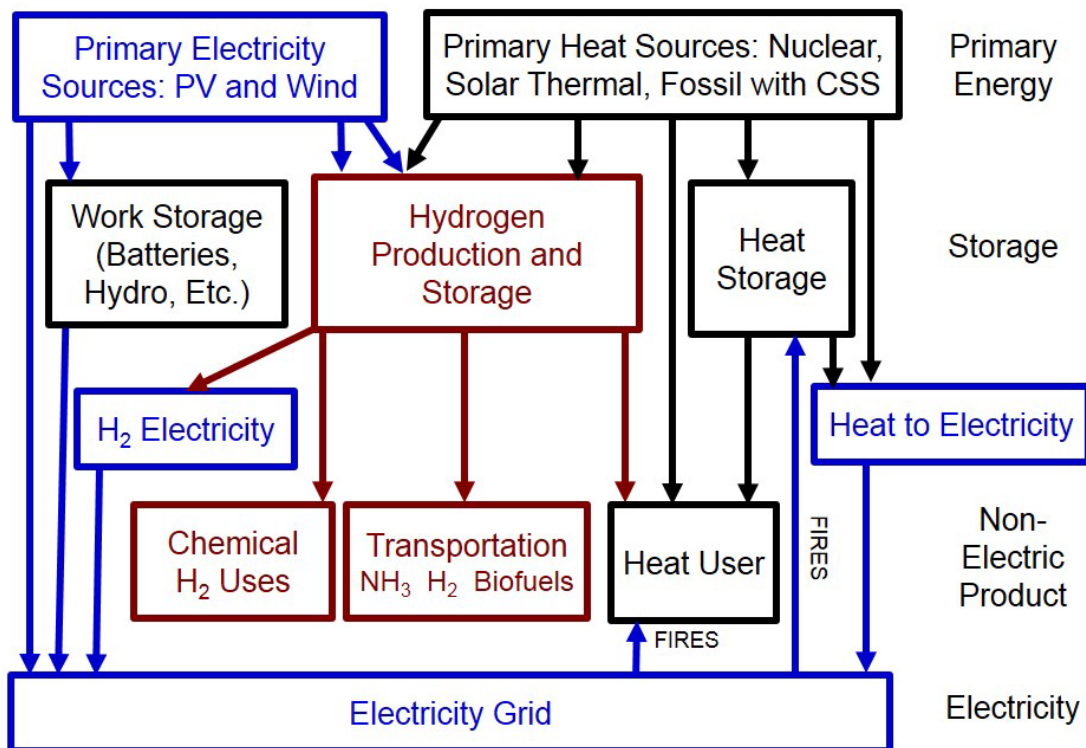 Primary Electricity
Sources: PV and Wind
Primary Heat Sources: Nuclear,
Solar Thermal, Fossil with CSS
Primary
Energy
Work Storage
(Batteries,
Hydro, Etc.)
Hydrogen
Production and
Storage
Heat
Storage
Storage
H₂ Electricity
Heat to Electricity
Chemical
H₂ Uses
Transportation
NH₃ H₂ Biofuels
Heat User
FIRES
Non-
Electric
Product
FIRES
Electricity Grid
Electricity